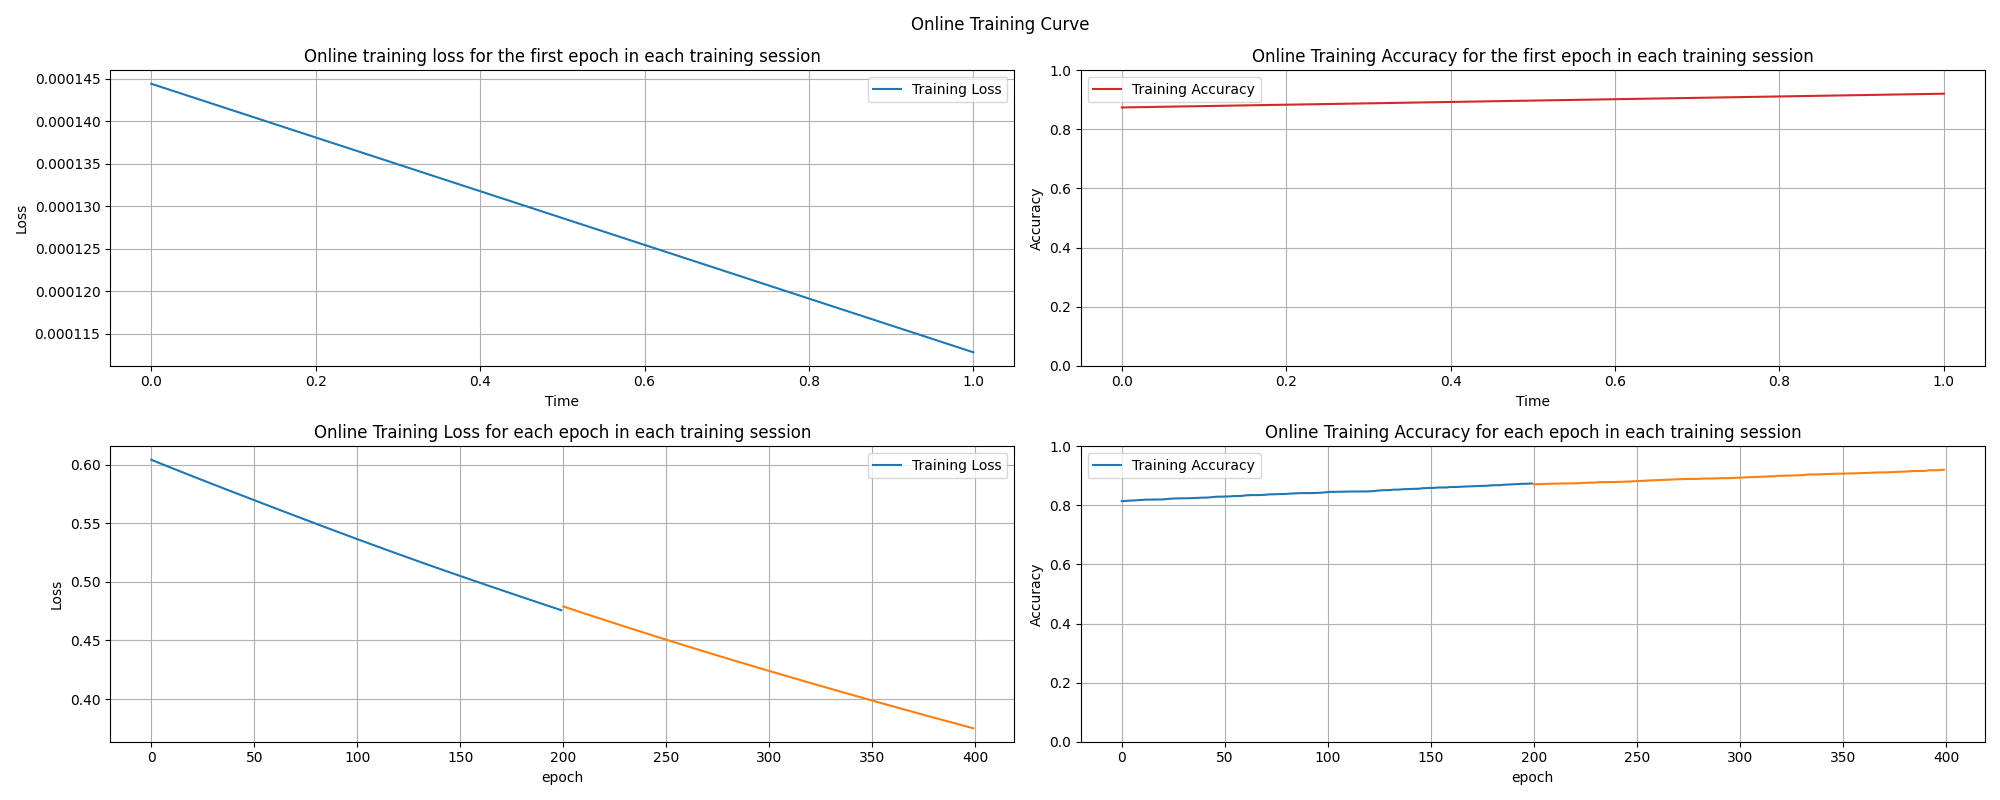 Online Training Curve
Online training loss for the first epoch in each training session
Training Loss
0.000145
0.000140
0.000135
0.000130
0.000125
0.000120
0.000115
Loss
0.0 0.2 0.4 0.6 0.8 1.0
Time
Online Training Accuracy for the first epoch in each training session
Training Accuracy
1.0
0.8
0.6
0.4
0.2
0.0
Accuracy
0.0 0.2 0.4 0.6 0.8 1.0
Time
Online Training Loss for each epoch in each training session
Training Loss
0.60
0.55
0.50
0.45
0.40
Loss
0 50 100 150 200 250 300 350 400
epoch
Online Training Accuracy for each epoch in each training session
Training Accuracy
1.0
0.8
0.6
0.4
0.2
0.0
Accuracy
0 50 100 150 200 250 300 350 400
epoch